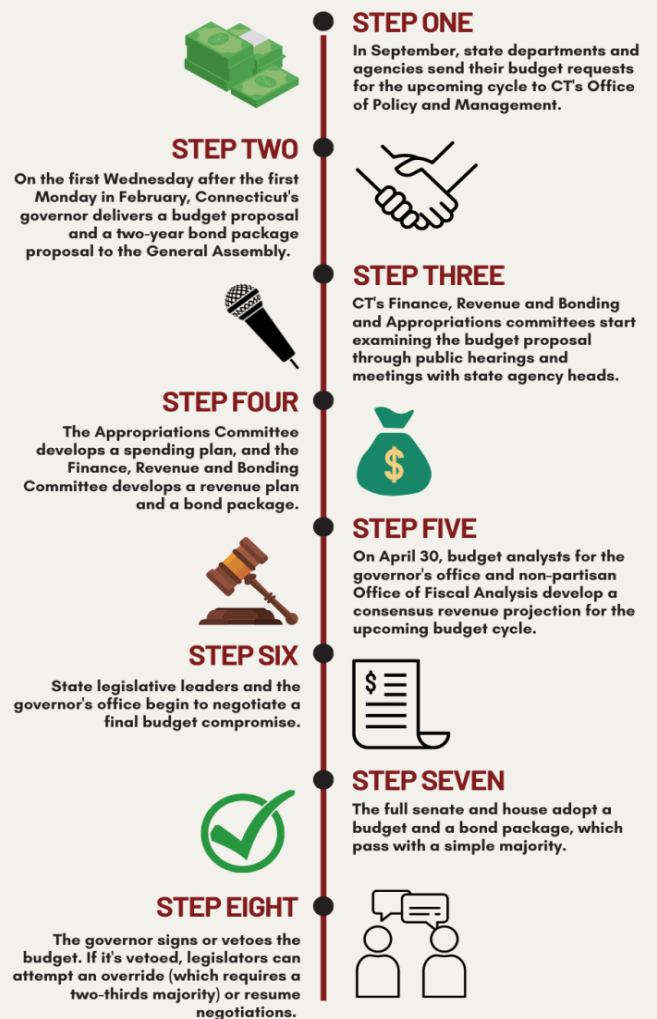 STEP ONE
In September, state departments and
agencies send their budget requests
for the upcoming cycle to CT's Office
of Policy and Management.
STEP TWO
On the first Wednesday after the first
Monday in February, Connecticut's
governor delivers a budget proposal
and a two-year bond package
proposal to the General Assembly.
STEP THREE
CT's Finance, Revenue and Bonding
and Appropriations committees start
examining the budget proposal
through public hearings and
meetings with state agency heads.
STEP FOUR
The Appropriations Committee
develops a spending plan, and the
Finance, Revenue and Bonding
Committee develops a revenue plan
and a bond package.
$
STEP FIVE
On April 30, budget analysts for the
governor's office and non-partisan
Office of Fiscal Analysis develop a
consensus revenue projection for the
upcoming budget cycle.
STEP SIX
State legislative leaders and the
governor's office begin to negotiate a
final budget compromise.
$
STEP SEVEN
The full senate and house adopt a
budget and a bond package, which
pass with a simple majority.
STEP EIGHT
The governor signs or vetoes the
budget. If it's vetoed, legislators can
attempt an override (which requires a
two-thirds majority) or resume
negotiations.